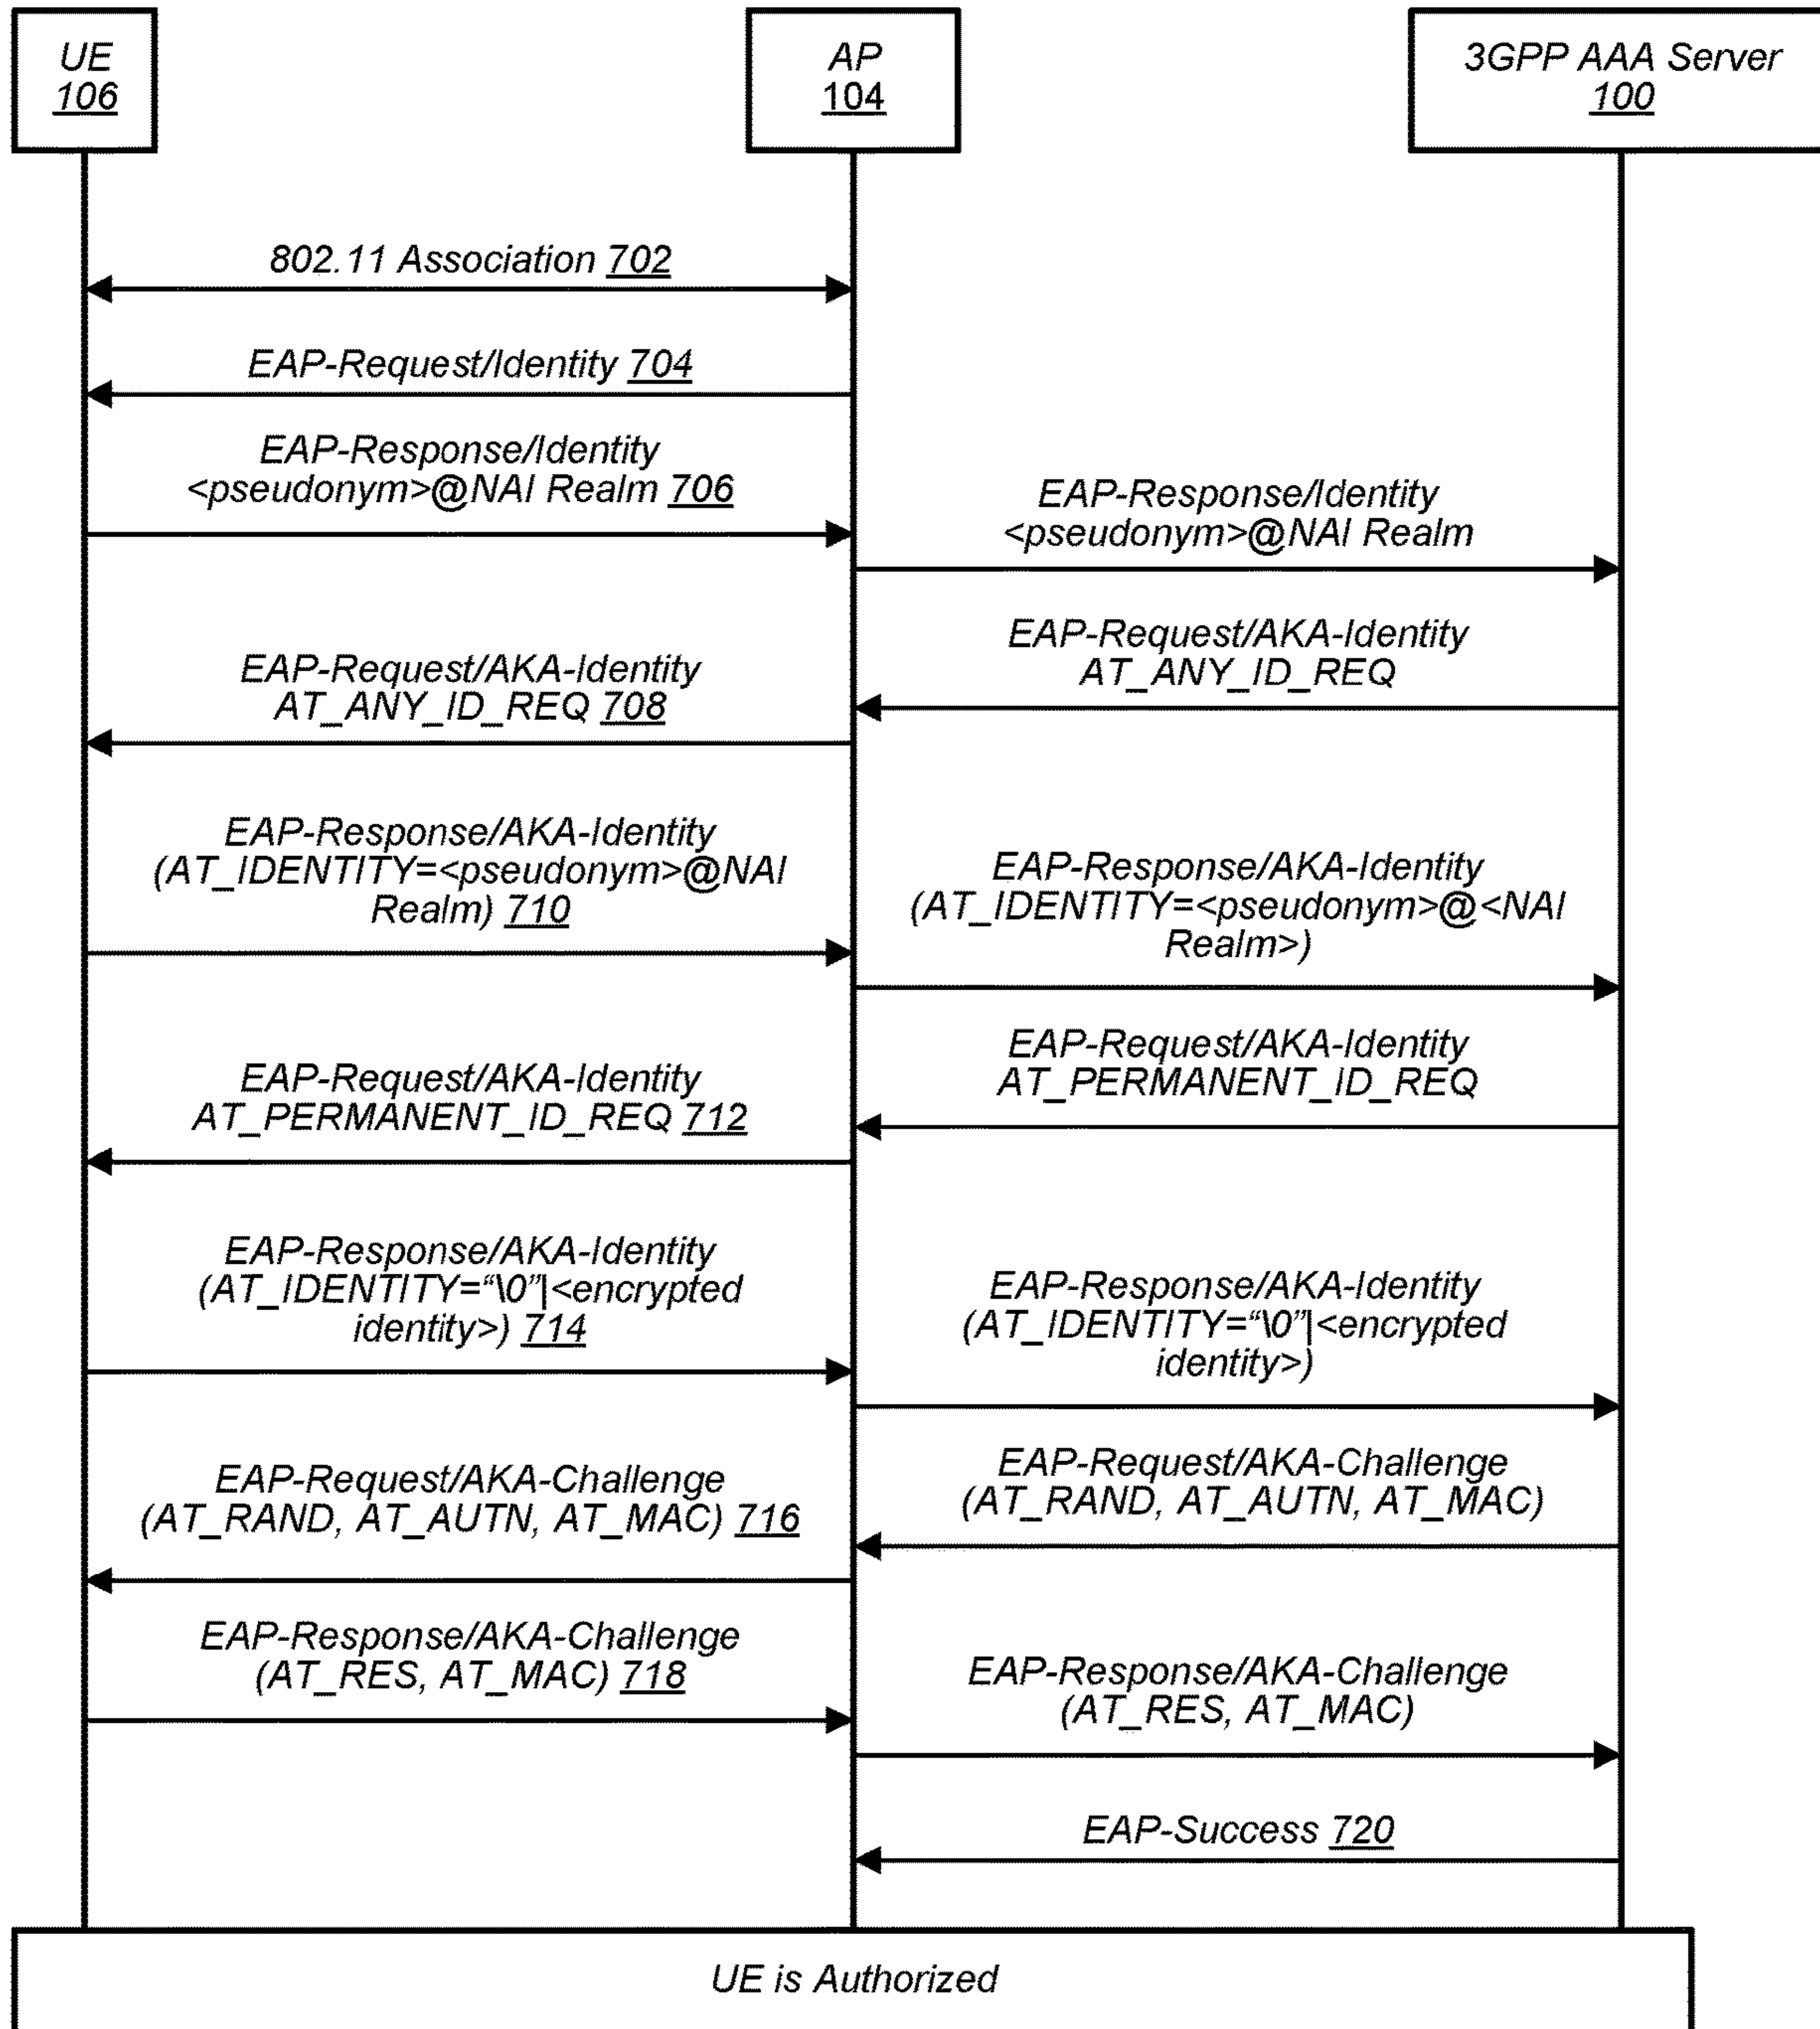 UE
106
AP
104
3GPP AAA Server
100
802.11 Association 702
EAP-Request/Identity 704
EAP-Response/Identity
<pseudonym>@NAI Realm 706
EAP-Response/Identity
<pseudonym>@NAI Realm
EAP-Request/AKA-Identity
AT_ANY_ID_REQ
EAP-Request/AKA-Identity
AT_ANY_ID_REQ 708
EAP-Response/AKA-Identity
(AT_IDENTITY=<pseudonym>@NAI
Realm) 710
EAP-Response/AKA-Identity
(AT_IDENTITY=<pseudonym>@<NAI
Realm>)
EAP-Request/AKA-Identity
AT_PERMANENT_ID_REQ
EAP-Request/AKA-Identity
AT_PERMANENT_ID_REQ 712
EAP-Response/AKA-Identity
(AT_IDENTITY=“\0”|<encrypted
identity>) 714
EAP-Response/AKA-Identity
(AT_IDENTITY=“\0”|<encrypted
identity>)
EAP-Request/AKA-Challenge
(AT_RAND, AT_AUTN, AT_MAC)
EAP-Request/AKA-Challenge
(AT_RAND, AT_AUTN, AT_MAC) 716
EAP-Response/AKA-Challenge
(AT_RES, AT_MAC) 718
EAP-Response/AKA-Challenge
(AT_RES, AT_MAC)
EAP-Success 720
UE is Authorized